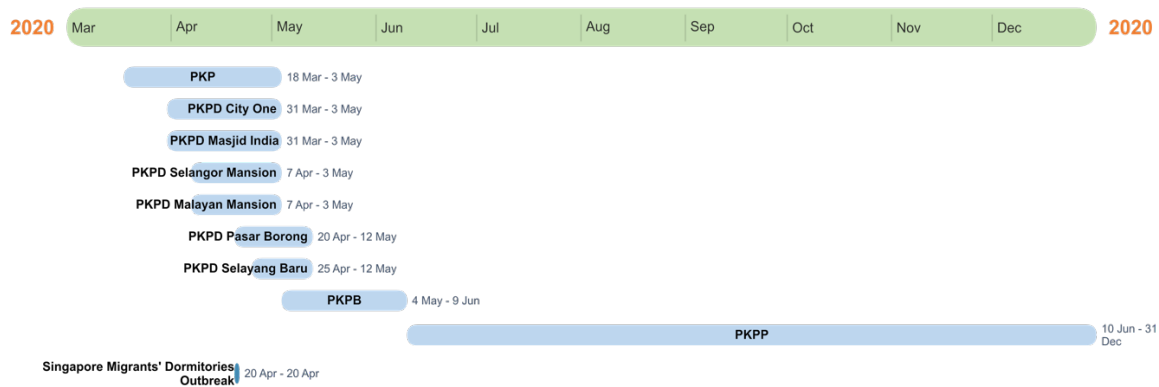 2020 Mar Apr May Jun Jul Aug Sep Oct Nov Dec 2020
PKP 18 Mar - 3 May
PKPD City One 31 Mar - 3 May
PKPD Masjid India 31 Mar - 3 May
PKPD Selangor Mansion 7 Apr - 3 May
PKPD Malayan Mansion 7 Apr - 3 May
PKPD Pasar Borong 20 Apr - 12 May
PKPD Selayang Baru 25 Apr - 12 May
PKPB 4 May - 9 Jun
PKPP 10 Jun - 31
Dec
Singapore Migrants' Dormitories
Outbreak 20 Apr - 20 Apr